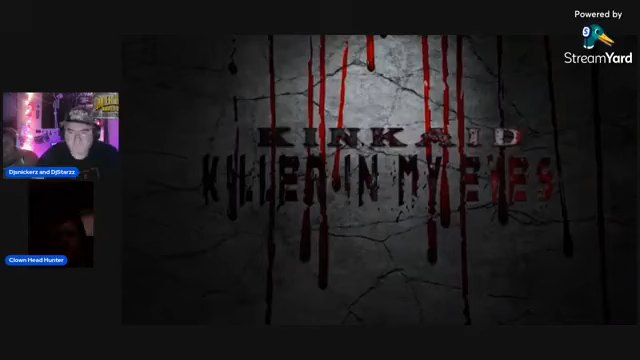 Powered by
StreamYard
KINKAID
KILLER IN MY EYES
Djsnickerz and DjStarzz
Clown Head Hunter